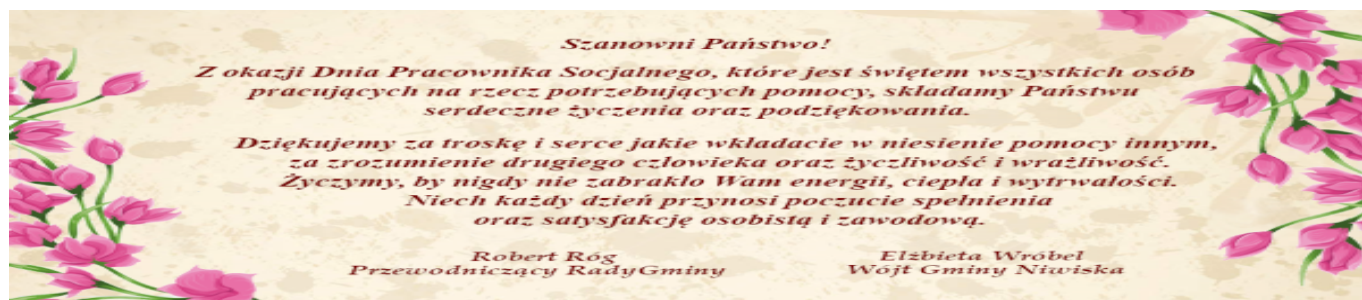 Szanowni Państwo!
Z okazji Dnia Pracownika Socjalnego, które jest świętem wszystkich osób
pracujących na rzecz potrzebujących pomocy, składamy Państwu
serdeczne życzenia oraz podziękowania.
Dziękujemy za troskę i serce jakie wkładacie w niesienie pomocy innym,
za zrozumienie drugiego człowieka oraz życzliwość i wrażliwość.
Życzymy, by nigdy nie zabrakło Wam energii, ciepła i wytrwałości.
Niech każdy dzień przynosi poczucie spełnienia
oraz satysfakcję osobistą i zawodową.
Robert Róg
Przewodniczący RadyGminy
Elżbieta Wróbel
Wójt Gminy Niwiska